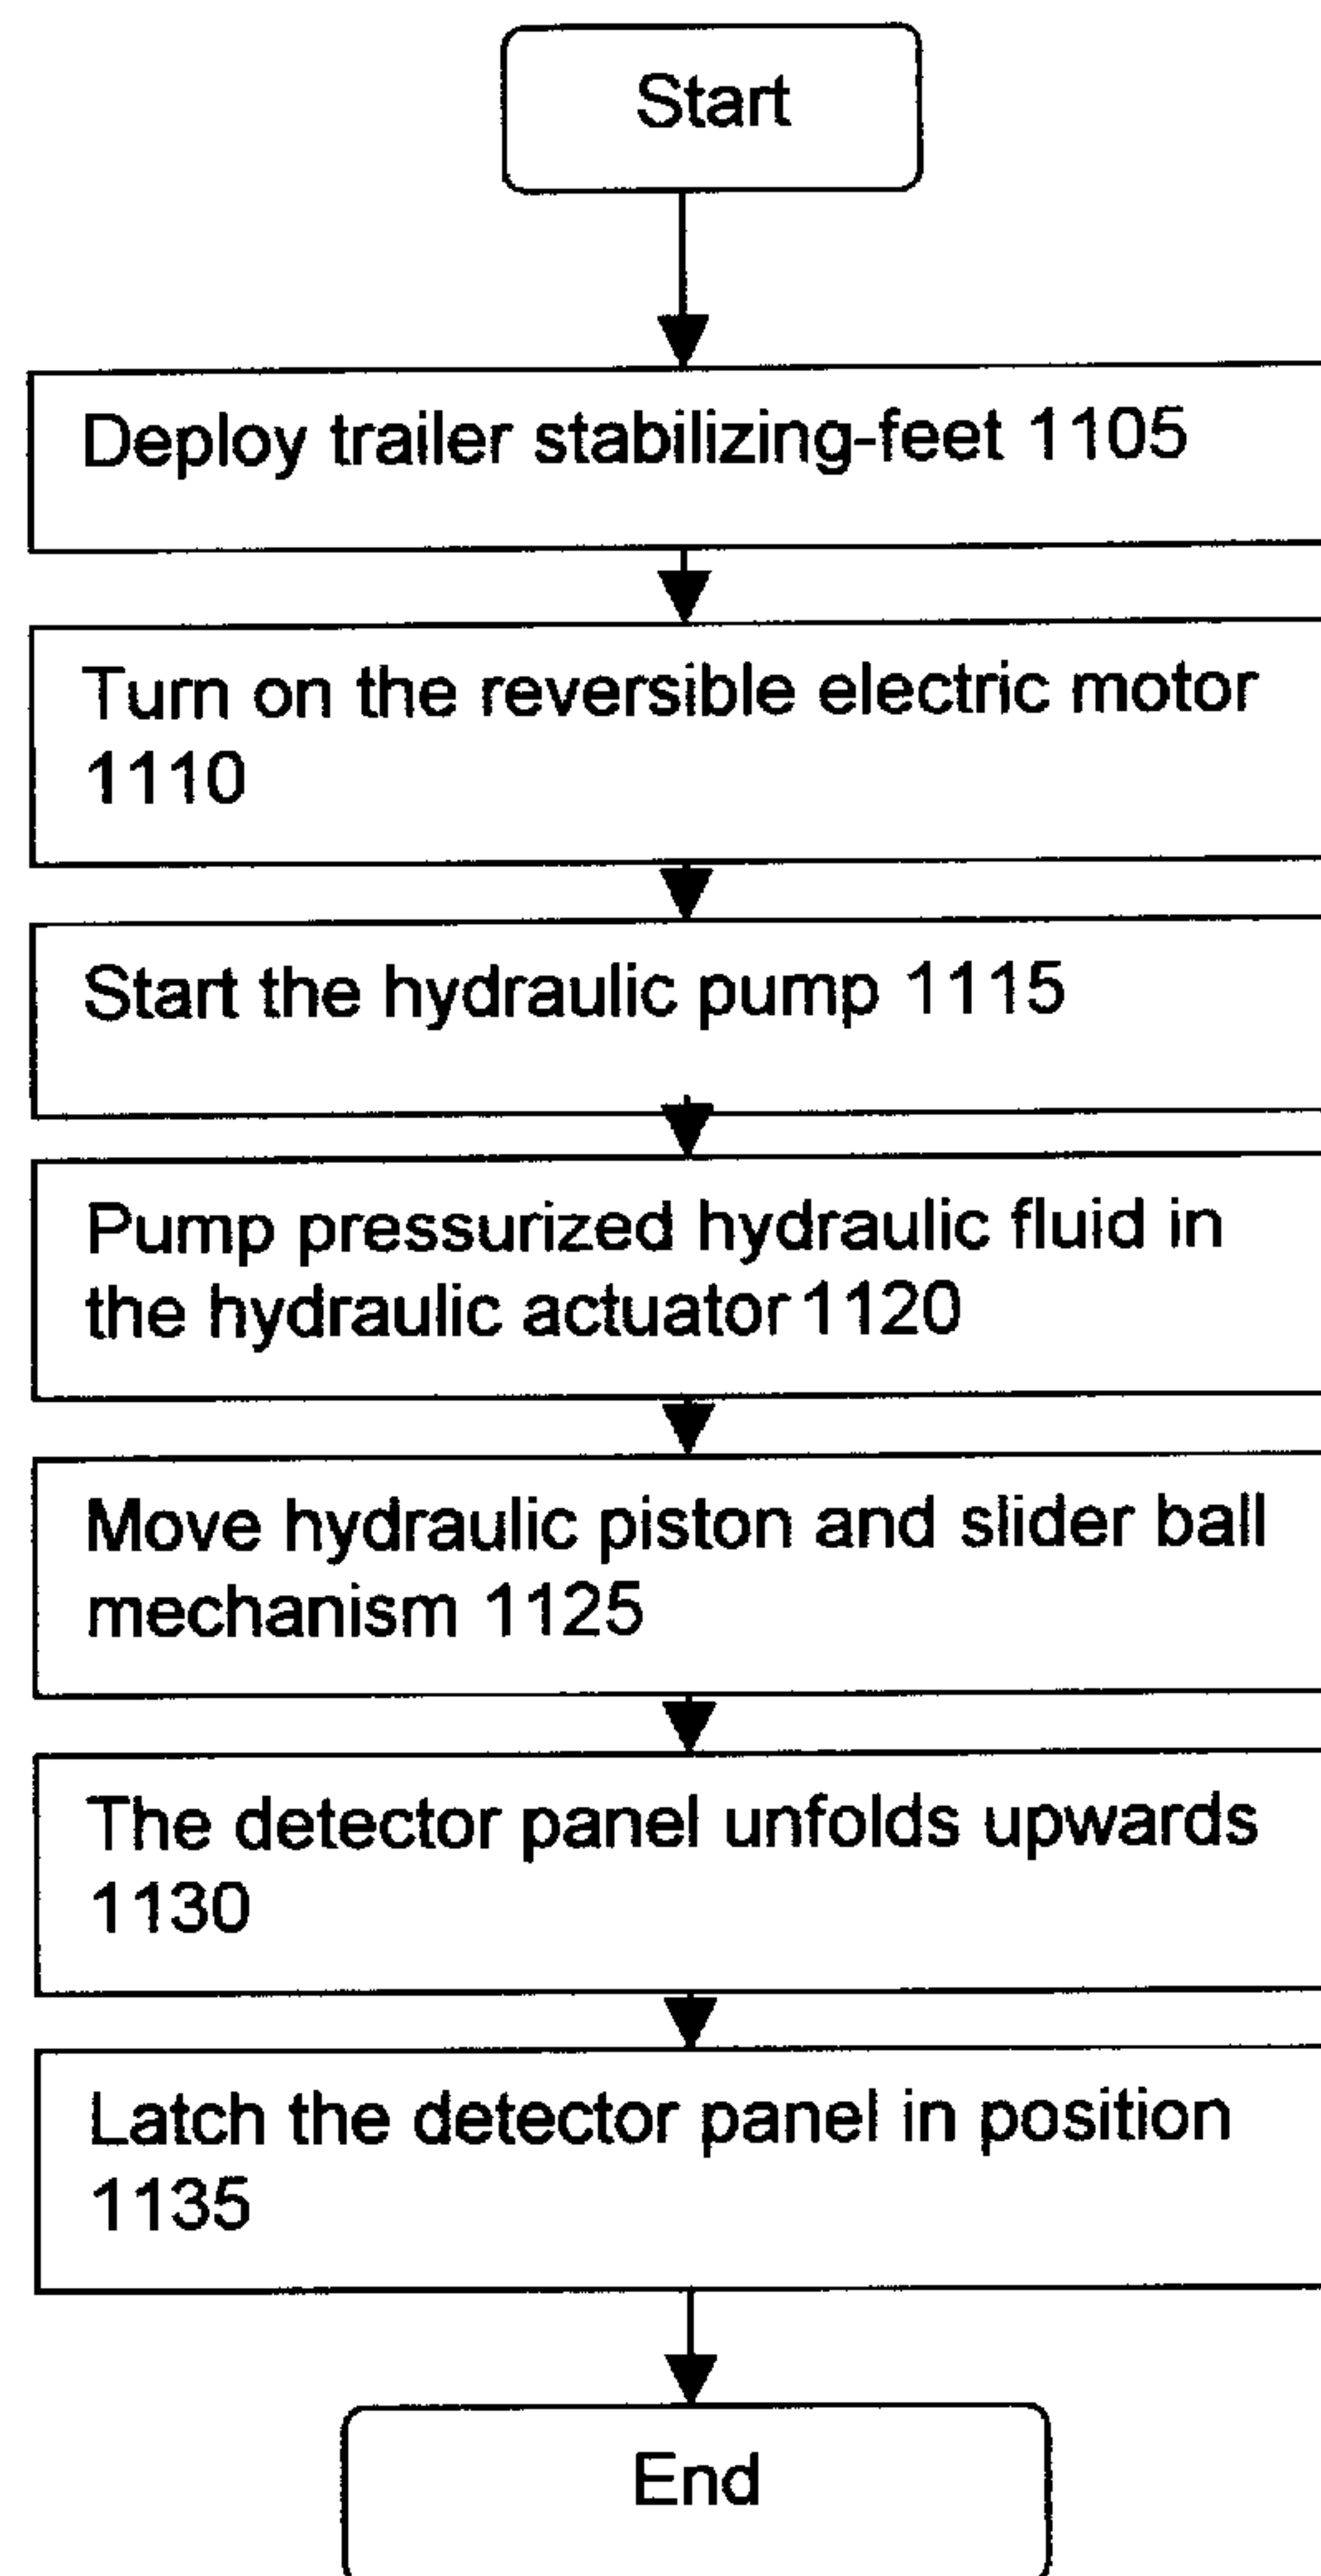 Start
Deploy trailer stabilizing-feet 1105
Turn on the reversible electric motor
1110
Start the hydraulic pump 1115
Pump pressurized hydraulic fluid in
the hydraulic actuator 1120
Move hydraulic piston and slider ball
mechanism 1125
The detector panel unfolds upwards
1130
Latch the detector panel in position
1135
End